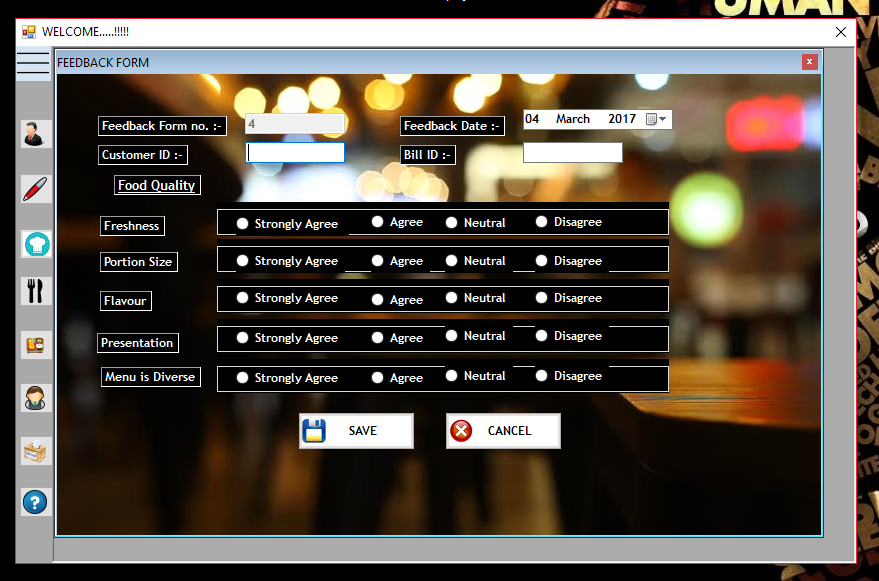 WELCOME.....!!!!!
FEEDBACK FORM
Feedback Form no. :- 4 Feedback Date :- 04 March 2017
Customer ID :- Bill ID :-
Food Quality
Freshness Strongly Agree Agree Neutral Disagree
Portion Size Strongly Agree Agree Neutral Disagree
Flavour Strongly Agree Agree Neutral Disagree
Presentation Strongly Agree Agree Neutral Disagree
Menu is Diverse Strongly Agree Agree Neutral Disagree
SAVE CANCEL